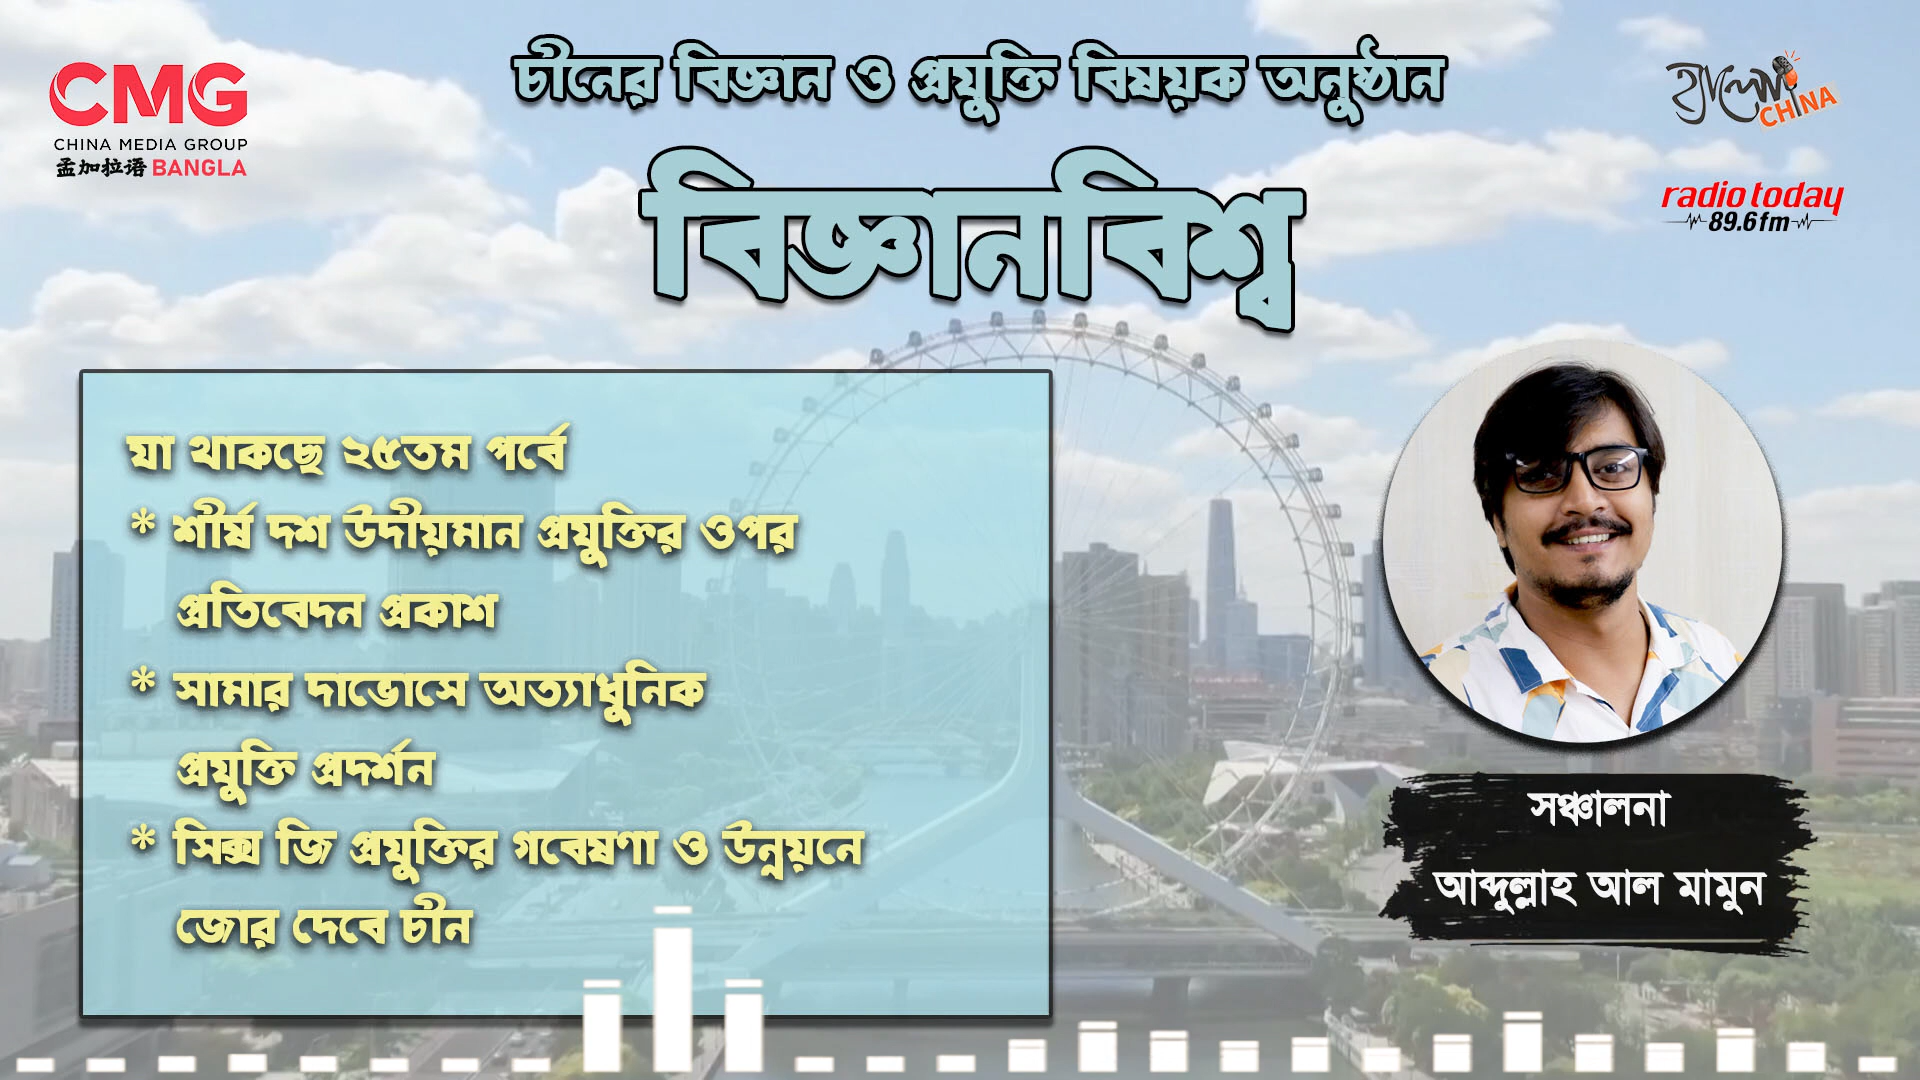 চীনের বিজ্ঞান ও প্রযুক্তি বিষয়ক অনুষ্ঠান
CMG
CHINA MEDIA GROUP
孟加拉语 BANGLA
হ্যালো CHINA
radio today
89.6fm
বিজ্ঞানবিশ্ব
যা থাকছে ২৫তম পর্বে
* শীর্ষ দশ উদীয়মান প্রযুক্তির ওপর
প্রতিবেদন প্রকাশ
* সামার দাভোসে অত্যাধুনিক
প্রযুক্তি প্রদর্শন
* সিক্স জি প্রযুক্তির গবেষণা ও উন্নয়নে
জোর দেবে চীন
সঞ্চালনা
আব্দুল্লাহ আল মামুন